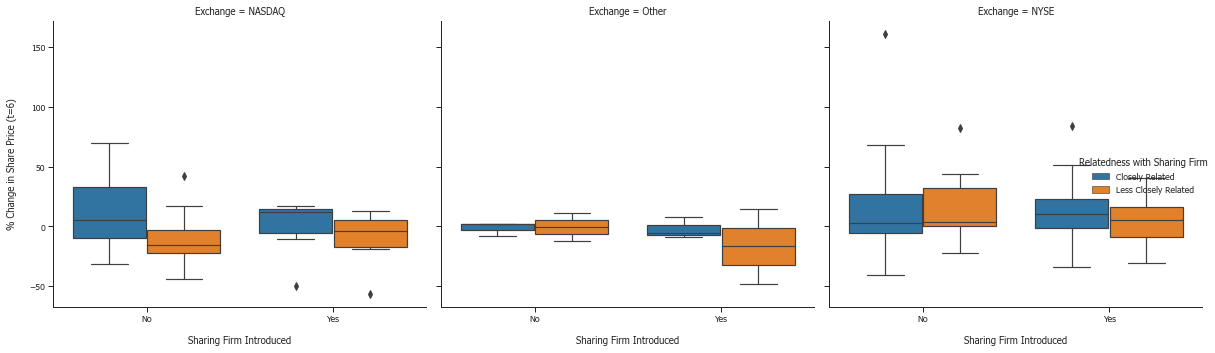 Exchange = NASDAQ
Exchange = Other
Exchange = NYSE
% Change in Share Price (t=6)
150
100
50
0
−50
Relatedness with Sharing Firm
Closely Related
Less Closely Related
No
Yes
No
Yes
No
Yes
Sharing Firm Introduced
Sharing Firm Introduced
Sharing Firm Introduced